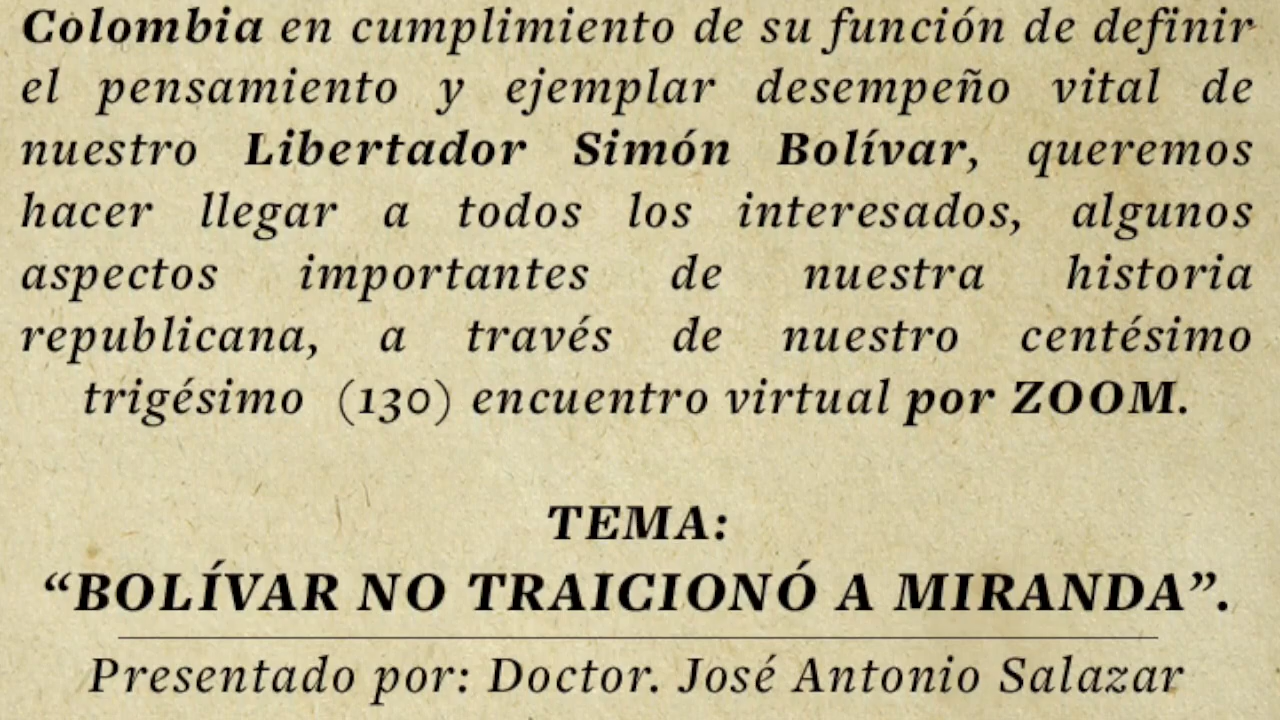 Colombia en cumplimiento de su función de definir
el pensamiento y ejemplar desempeño vital de
nuestro Libertador Simón Bolívar, queremos
hacer llegar a todos los interesados, algunos
aspectos importantes de nuestra historia
republicana, a través de nuestro centésimo
trigésimo (130) encuentro virtual por ZOOM.
TEMA:
“BOLÍVAR NO TRAICIONÓ A MIRANDA”.
Presentado por: Doctor. José Antonio Salazar